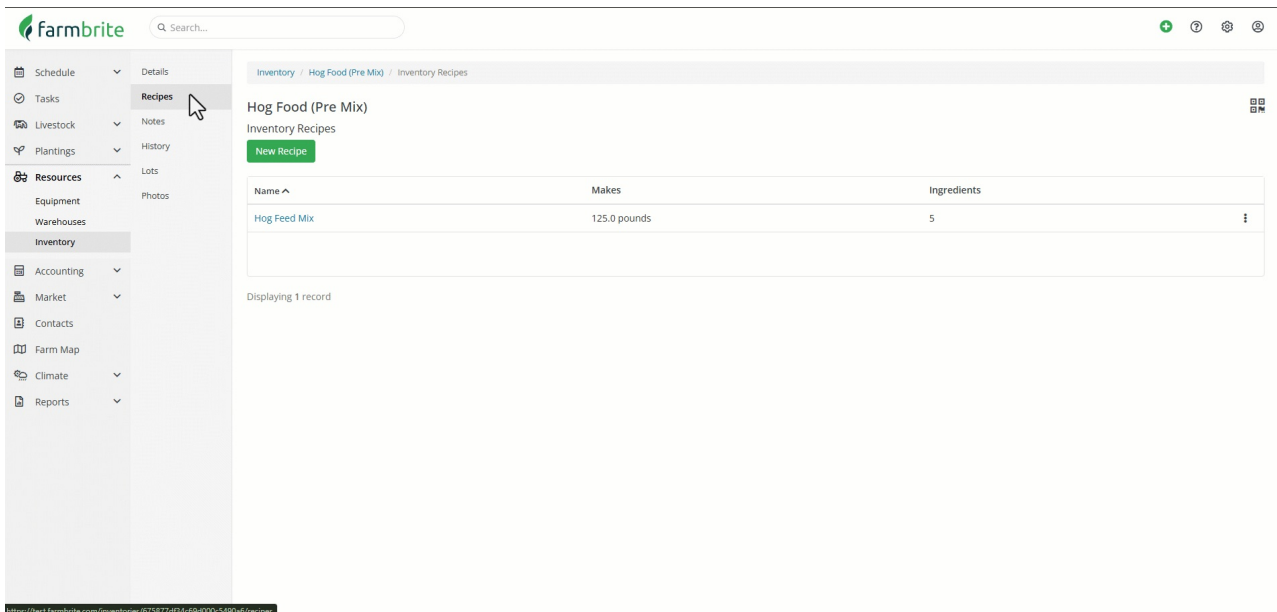 farmbrite
Search...
Schedule
Tasks
Livestock
Plantings
Resources
Equipment
Warehouses
Inventory
Accounting
Market
Contacts
Farm Map
Climate
Reports
Details
Recipes
Notes
History
Lots
Photos
Inventory / Hog Food (Pre Mix) / Inventory Recipes
Hog Food (Pre Mix)
Inventory Recipes
New Recipe
Name Makes Ingredients
Hog Feed Mix 125.0 pounds 5
Displaying 1 record